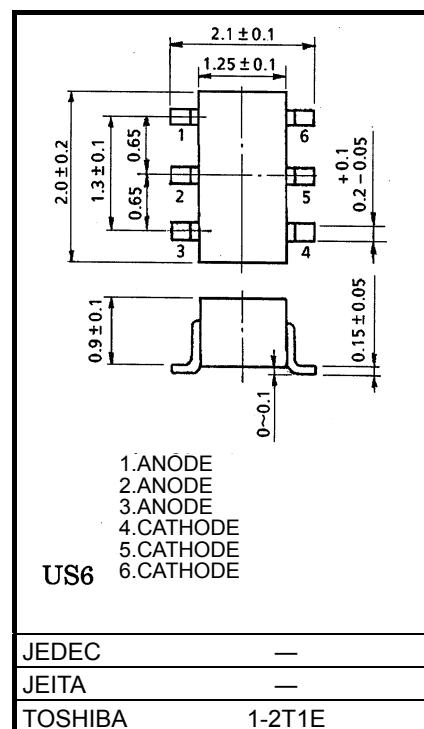 2.1±0.1
1.25±0.1
2.0±0.2
1.3±0.1
0.65
0.65
1
2
3
6
5
4
+0.1
0.2-0.05
0.9±0.1
0.15±0.05
0~0.1
1.ANODE
2.ANODE
3.ANODE
4.CATHODE
5.CATHODE
US6 6.CATHODE
JEDEC —
JEITA —
TOSHIBA 1-2T1E